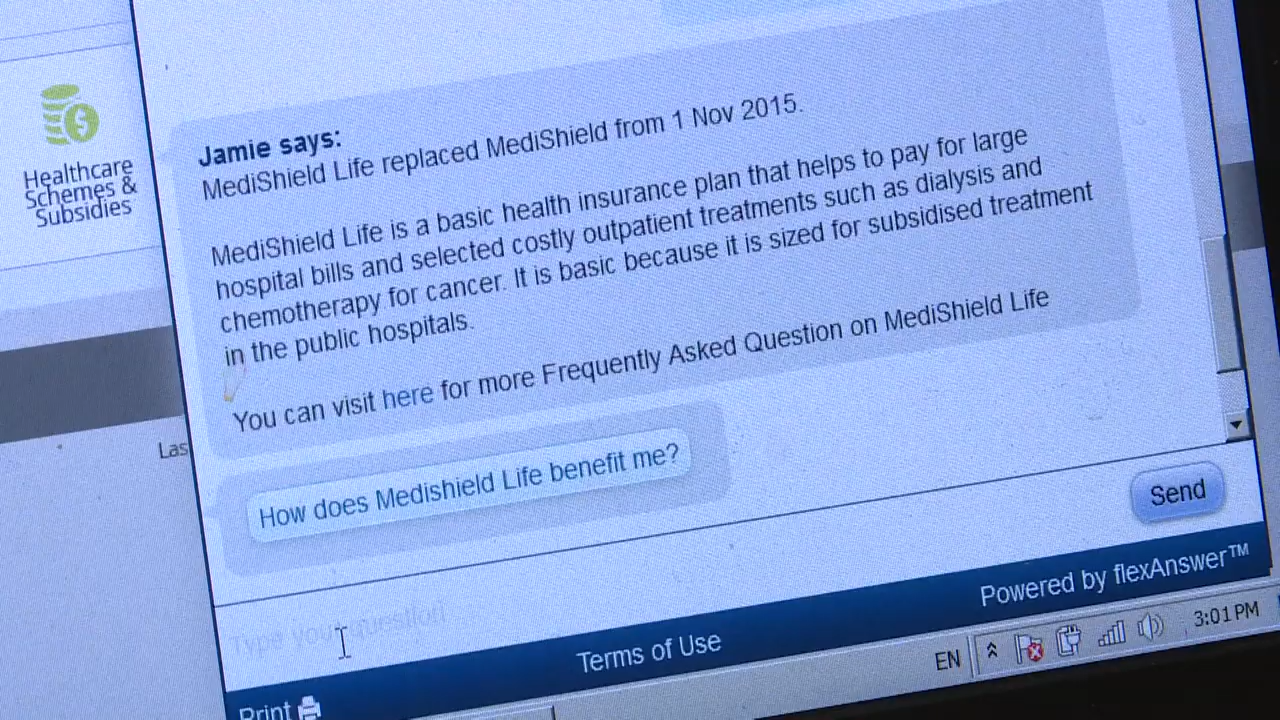 Healthcare
Schemes &
Subsidies
Jamie says:
MediShield Life replaced MediShield from 1 Nov 2015.
MediShield Life is a basic health insurance plan that helps to pay for large
hospital bills and selected costly outpatient treatments such as dialysis and
chemotherapy for cancer. It is basic because it is sized for subsidised treatment
in the public hospitals.
You can visit here for more Frequently Asked Question on MediShield Life
Las
How does Medishield Life benefit me?
Send
Type your question
Powered by flexAnswer™
Terms of Use
Print
EN
3:01 PM